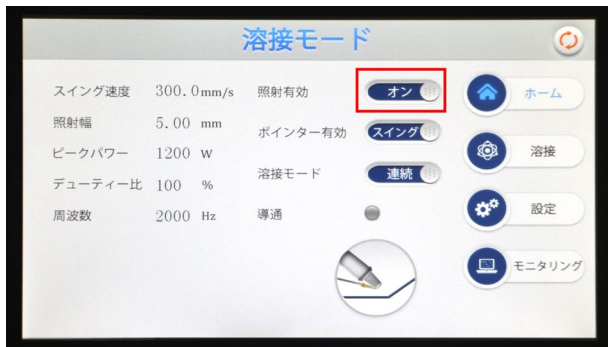 溶接モード
スイング速度 300.0mm/s 照射有効 オン ホーム
照射幅 5.00 mm ポインター有効 スイング
ピークパワー 1200 W 溶接
デューティー比 100 % 溶接モード 連続
周波数 2000 Hz 導通 設定
モニタリング